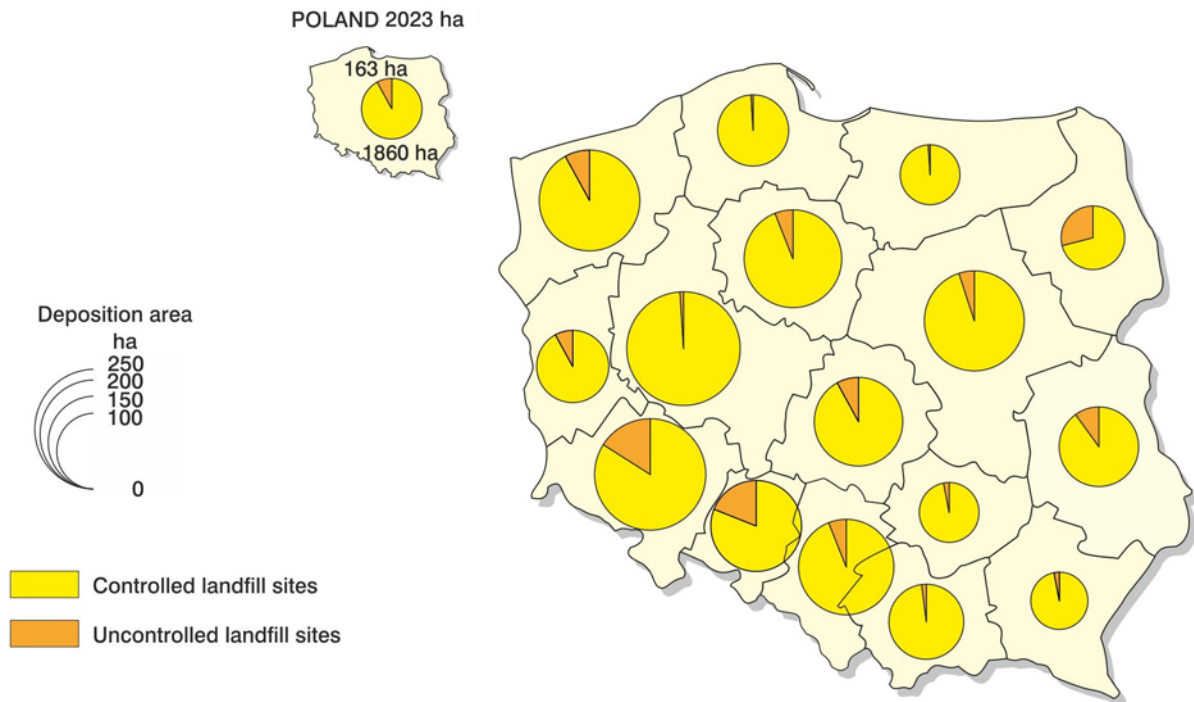 POLAND 2023 ha
163 ha
1860 ha
Deposition area
ha
250
200
150
100
0
Controlled landfill sites
Uncontrolled landfill sites